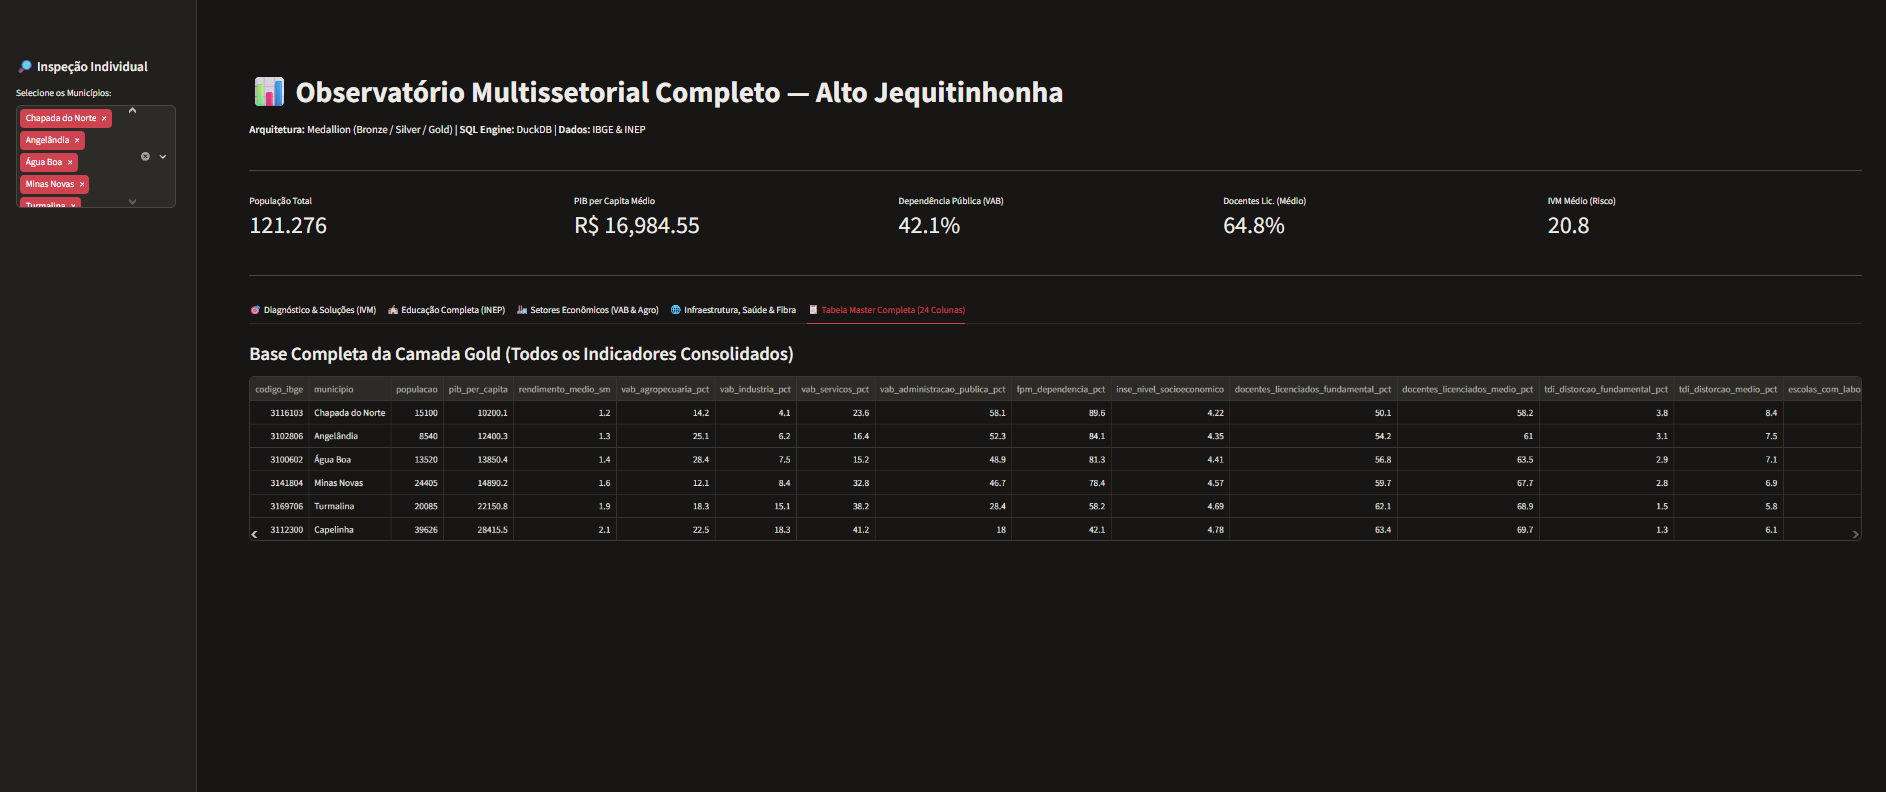 Inspeção Individual
Selecione os Municípios:
Chapada do Norte ×
Angelândia ×
Água Boa ×
Minas Novas ×
Turmalina ×
Observatório Multissetorial Completo — Alto Jequitinhonha
Arquitetura: Medallion (Bronze / Silver / Gold) | SQL Engine: DuckDB | Dados: IBGE & INEP
População Total PIB per Capita Médio Dependência Pública (VAB) Docentes Lic. (Médio) IVM Médio (Risco)
121.276 R$ 16,984.55 42.1% 64.8% 20.8
Diagnóstico & Soluções (IVM) Educação Completa (INEP) Setores Econômicos (VAB & Agro) Infraestrutura, Saúde & Fibra Tabela Master Completa (24 Colunas)
Base Completa da Camada Gold (Todos os Indicadores Consolidados)
codigo_ibge municipio populacao pib_per_capita rendimento_medio_sm vab_agropecuaria_pct vab_industria_pct vab_servicos_pct vab_administracao_publica_pct fpm_dependencia_pct inse_nivel_socioeconomico docentes_licenciados_fundamental_pct docentes_licenciados_medio_pct tdi_distorcao_fundamental_pct tdi_distorcao_medio_pct escolas_com_labo
3116103 Chapada do Norte 15100 10200.1 1.2 14.2 4.1 23.6 58.1 89.6 4.22 50.1 58.2 3.8 8.4
3102806 Angelândia 8540 12400.3 1.3 25.1 6.2 16.4 52.3 84.1 4.35 54.2 61 3.1 7.5
3100602 Água Boa 13520 13850.4 1.4 28.4 7.5 15.2 48.9 81.3 4.41 56.8 63.5 2.9 7.1
3141804 Minas Novas 24405 14890.2 1.6 12.1 8.4 32.8 46.7 78.4 4.57 59.7 67.7 2.8 6.9
3169706 Turmalina 20085 22150.8 1.9 18.3 15.1 38.2 28.4 58.2 4.69 62.1 68.9 1.5 5.8
3112300 Capelinha 39626 28415.5 2.1 22.5 18.3 41.2 18 42.1 4.78 63.4 69.7 1.3 6.1